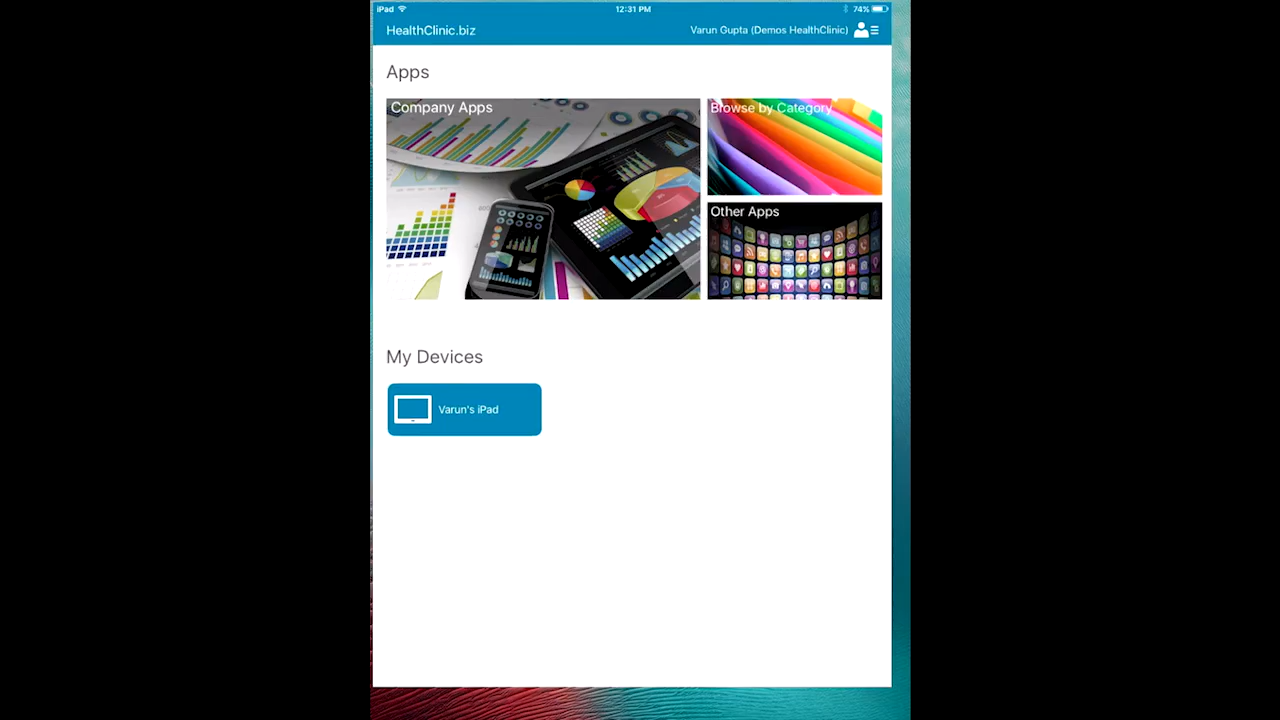 iPad 12:31 PM 74%
HealthClinic.biz Varun Gupta (Demos HealthClinic)
Apps
Company Apps
Browse by Category
Other Apps
My Devices
Varun's iPad